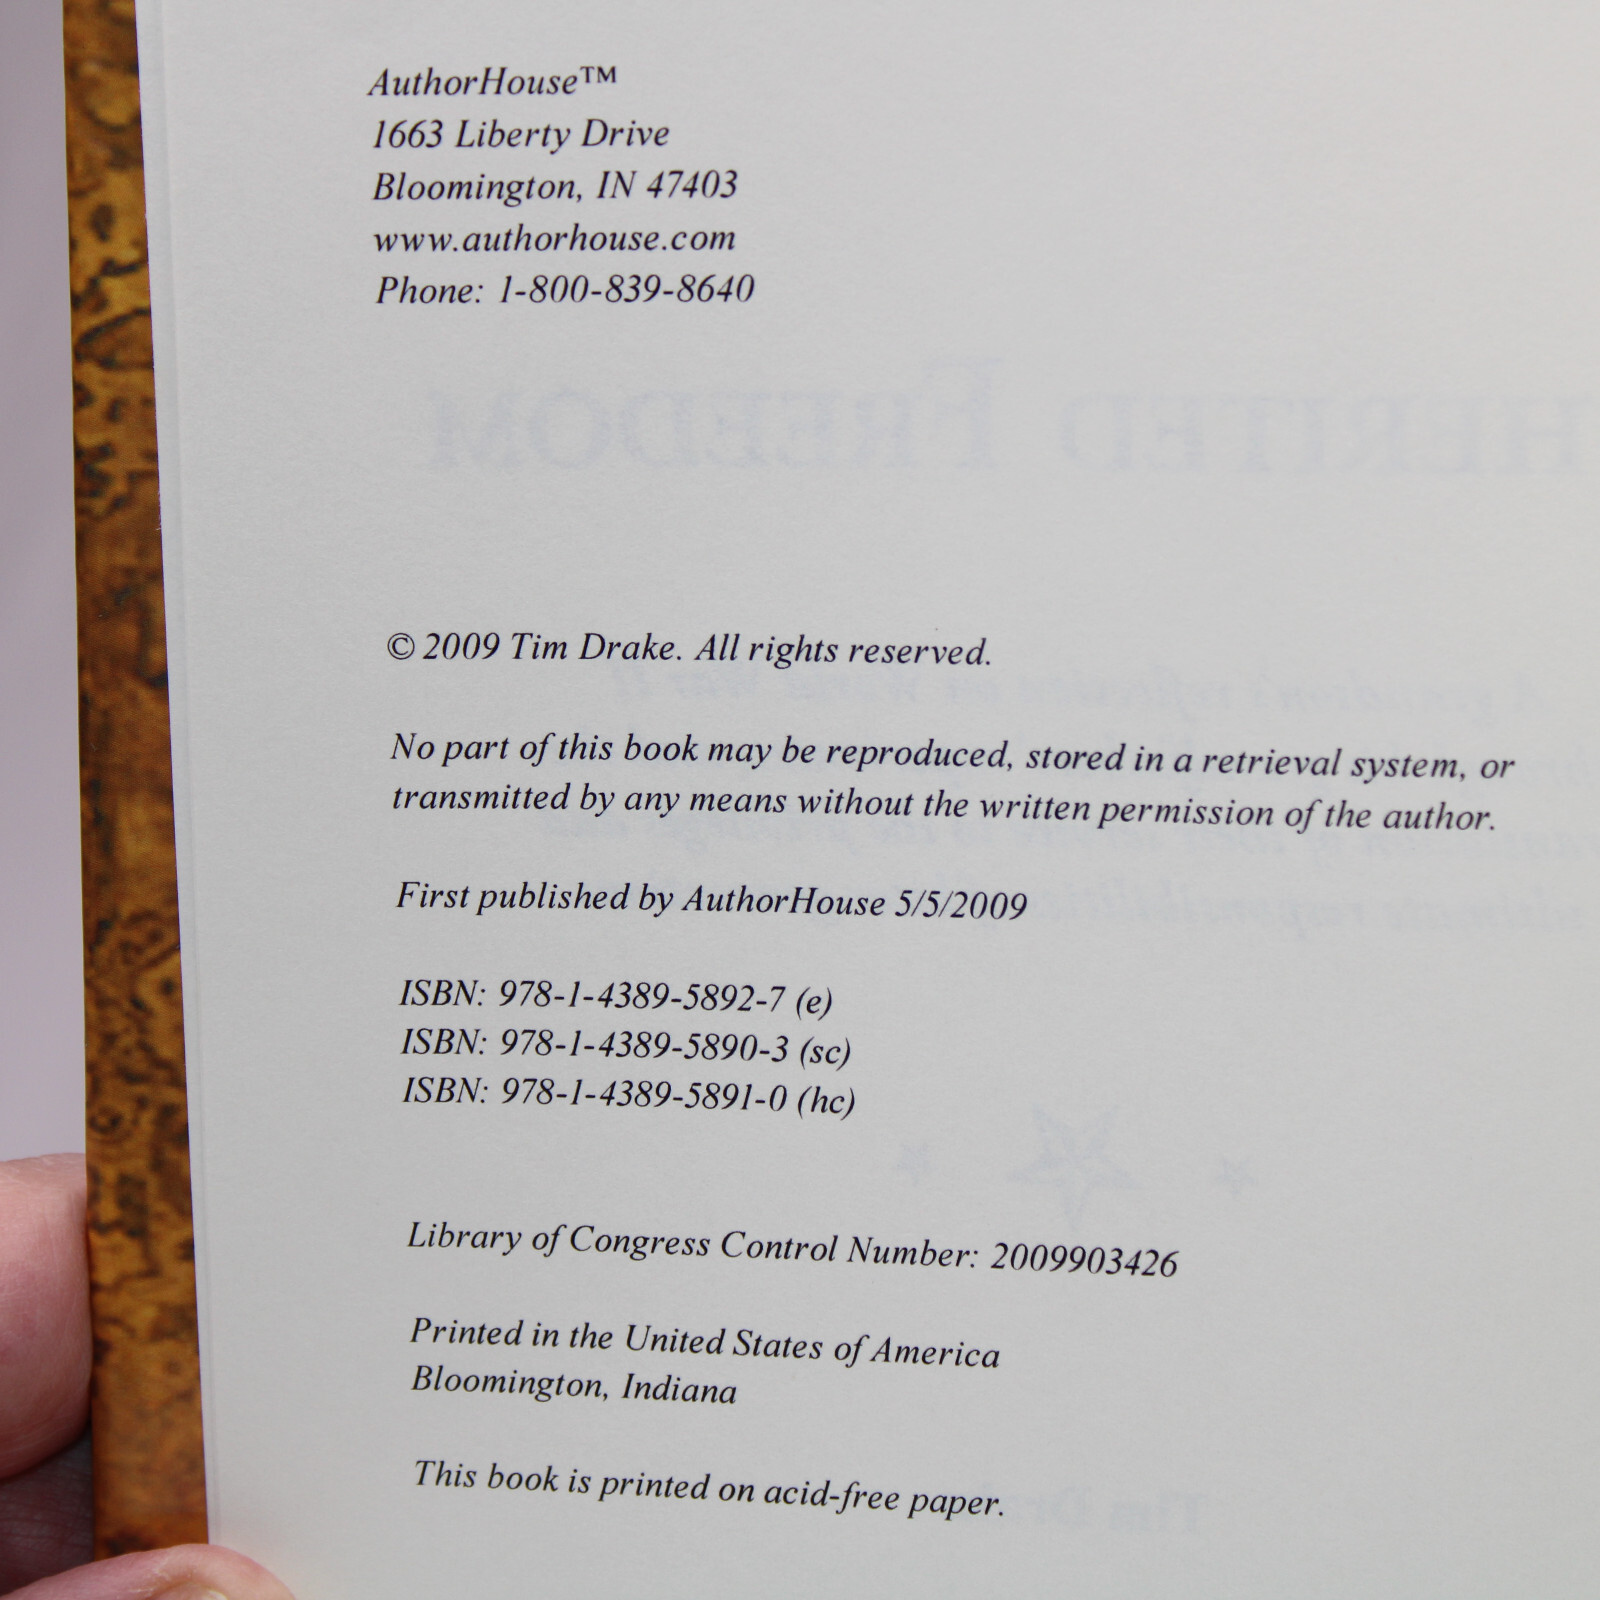 AuthorHouse™
1663 Liberty Drive
Bloomington, IN 47403
www.authorhouse.com
Phone: 1-800-839-8640
HERITED FREEDOM
© 2009 Tim Drake. All rights reserved.
No part of this book may be reproduced, stored in a retrieval system, or
transmitted by any means without the written permission of the author.
First published by AuthorHouse 5/5/2009
ISBN: 978-1-4389-5892-7 (e)
ISBN: 978-1-4389-5890-3 (sc)
ISBN: 978-1-4389-5891-0 (hc)
Library of Congress Control Number: 2009903426
Printed in the United States of America
Bloomington, Indiana
This book is printed on acid-free paper.